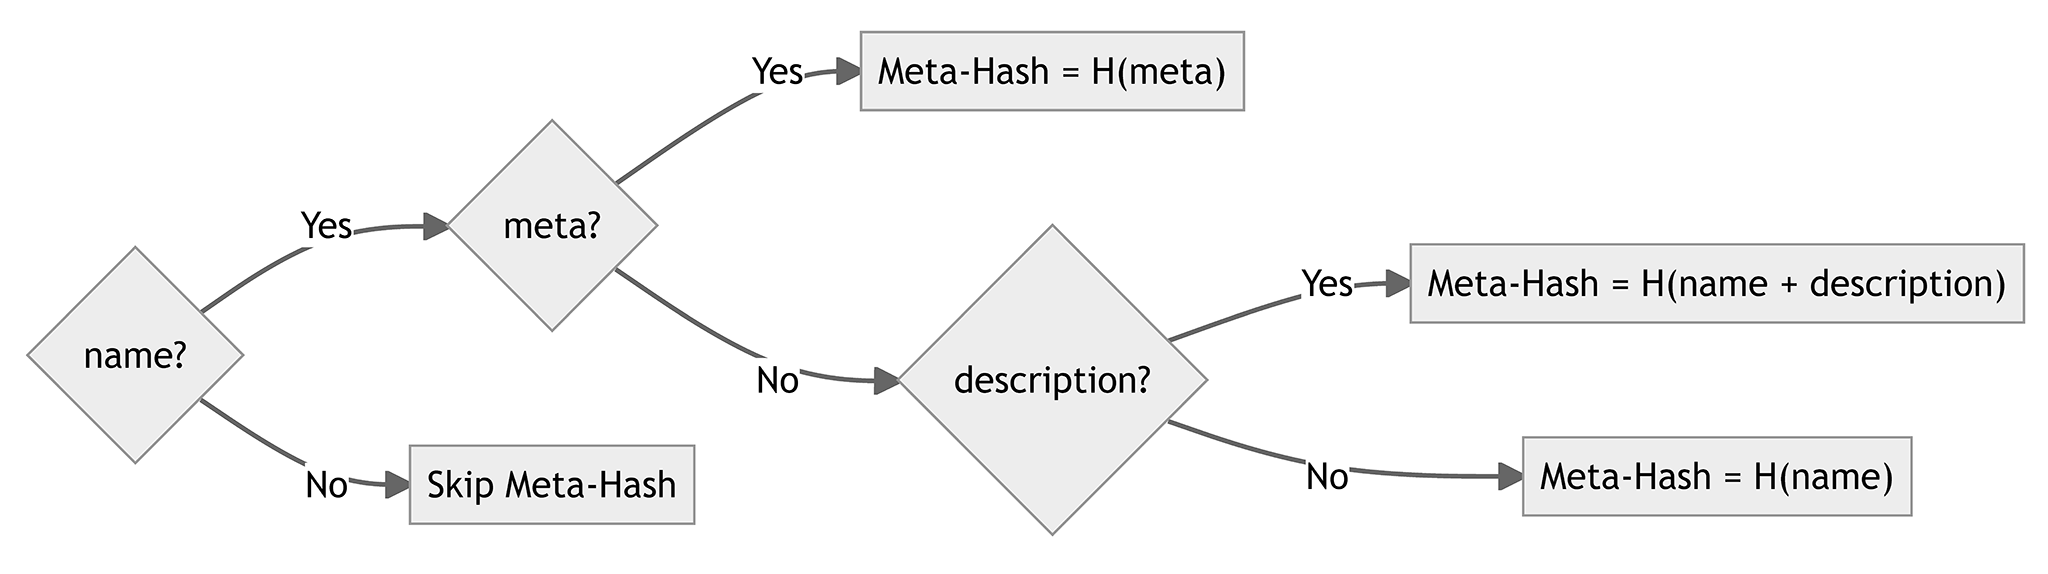 name?
Yes
No
meta?
Skip Meta-Hash
Yes
No
Meta-Hash = H(meta)
description?
Yes
No
Meta-Hash = H(name + description)
Meta-Hash = H(name)